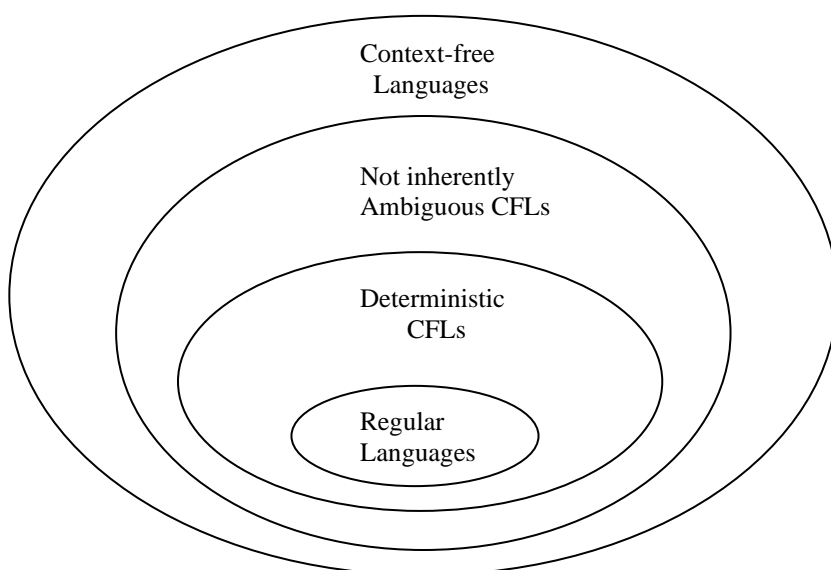 Context-free
Languages
Not inherently
Ambiguous CFLs
Deterministic
CFLs
Regular
Languages